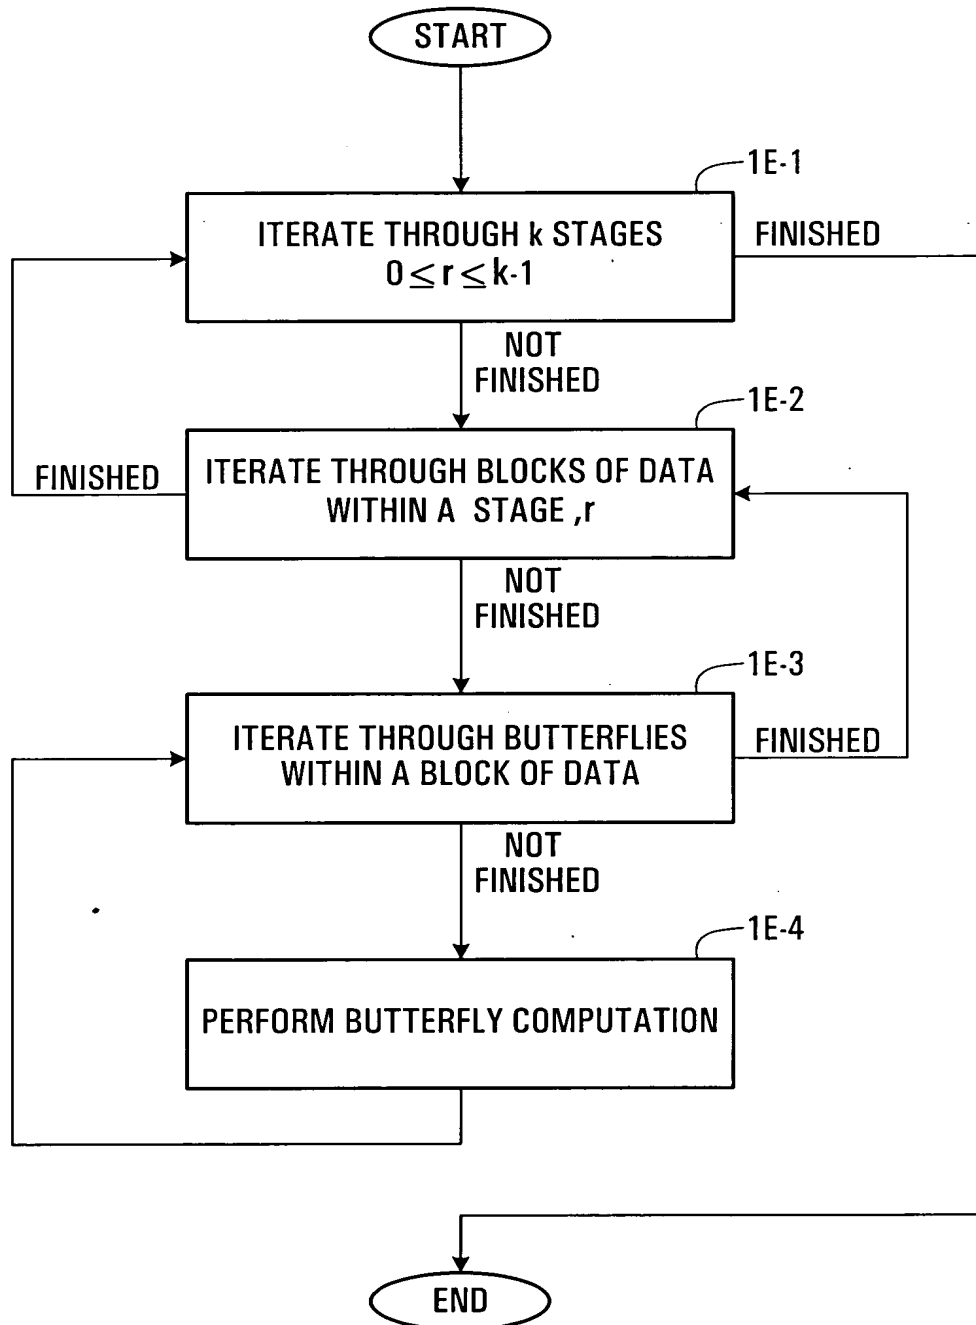 START
1E-1
ITERATE THROUGH k STAGES
0 ≤ r ≤ k-1
FINISHED
NOT
FINISHED
1E-2
FINISHED
ITERATE THROUGH BLOCKS OF DATA
WITHIN A STAGE ,r
NOT
FINISHED
1E-3
ITERATE THROUGH BUTTERFLIES
WITHIN A BLOCK OF DATA
FINISHED
NOT
FINISHED
1E-4
PERFORM BUTTERFLY COMPUTATION
END